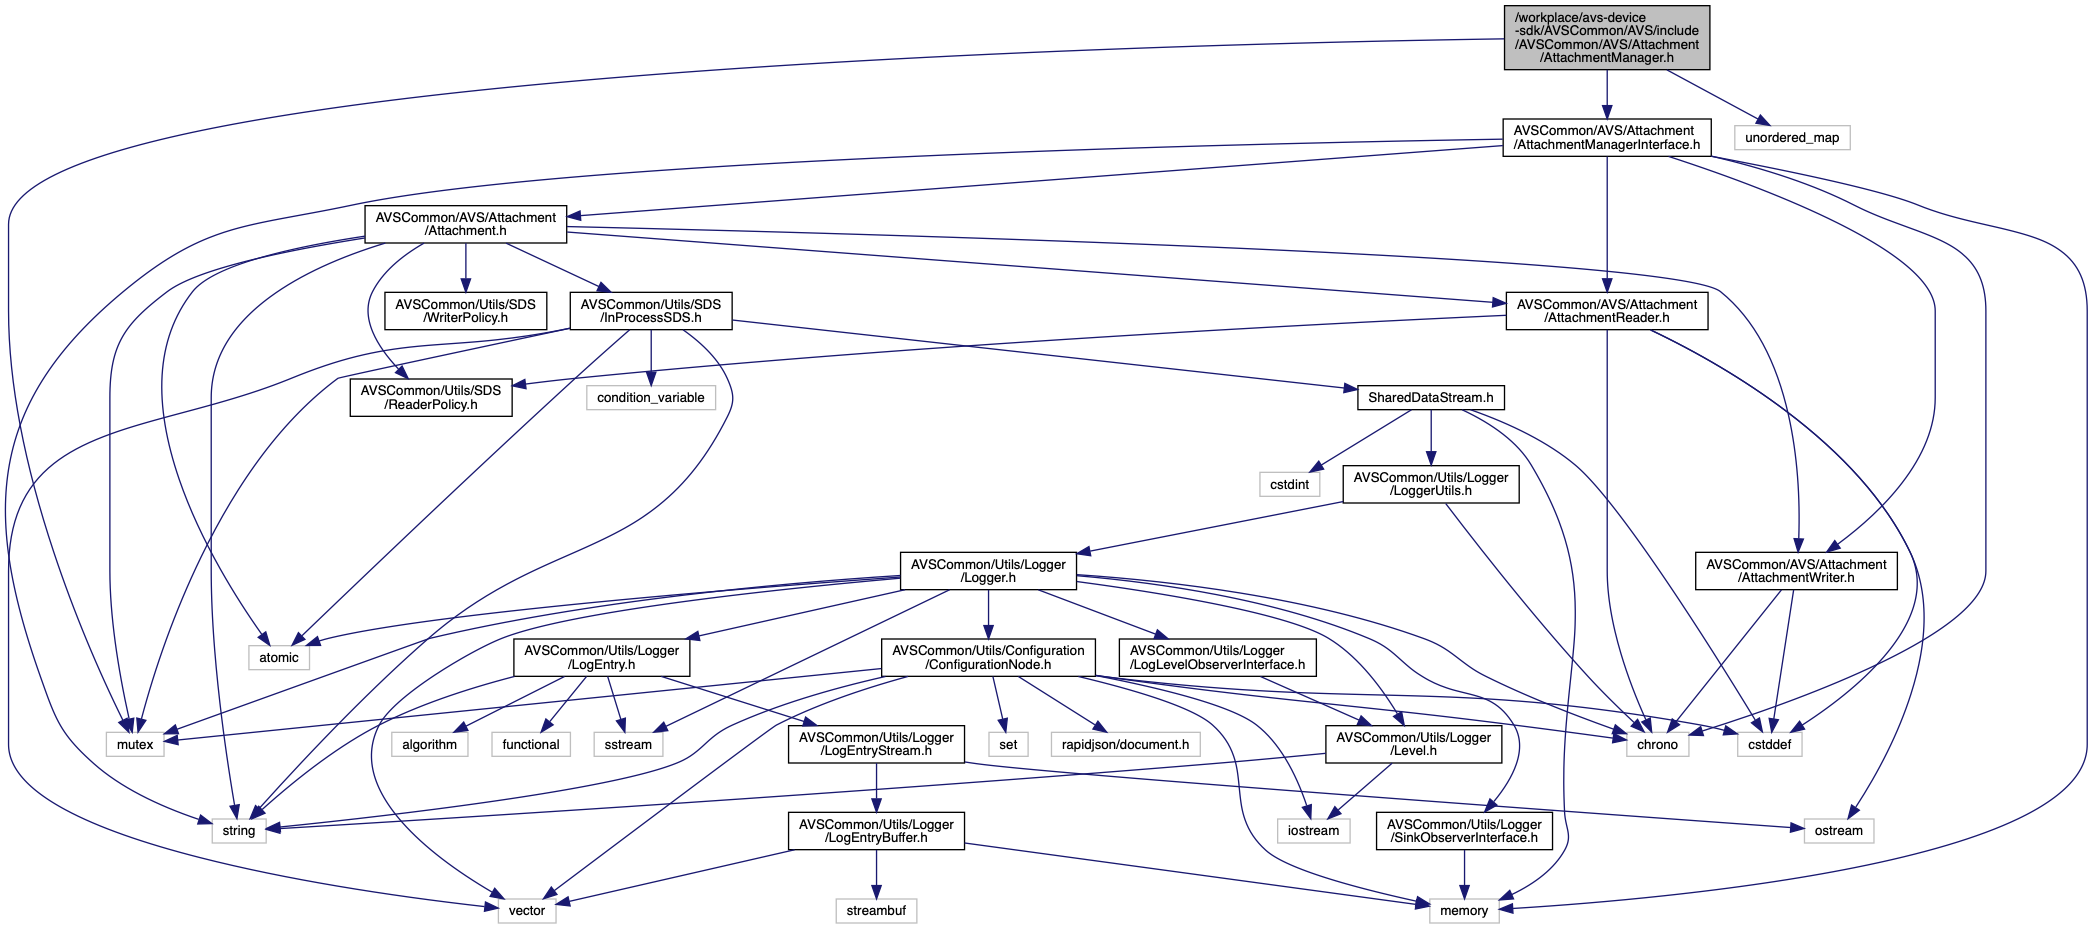 /workplace/avs-device
-sdk/AVSCommon/AVS/include
/AVSCommon/AVS/Attachment
/AttachmentManager.h
AVSCommon/AVS/Attachment
/AttachmentManagerInterface.h
unordered_map
AVSCommon/AVS/Attachment
/Attachment.h
AVSCommon/Utils/SDS
/WriterPolicy.h
AVSCommon/Utils/SDS
/InProcessSDS.h
AVSCommon/AVS/Attachment
/AttachmentReader.h
AVSCommon/Utils/SDS
/ReaderPolicy.h
condition_variable
SharedDataStream.h
cstdint
AVSCommon/Utils/Logger
/LoggerUtils.h
AVSCommon/Utils/Logger
/Logger.h
AVSCommon/AVS/Attachment
/AttachmentWriter.h
atomic
AVSCommon/Utils/Logger
/LogEntry.h
AVSCommon/Utils/Configuration
/ConfigurationNode.h
AVSCommon/Utils/Logger
/LogLevelObserverInterface.h
mutex
algorithm
functional
sstream
AVSCommon/Utils/Logger
/LogEntryStream.h
set
rapidjson/document.h
AVSCommon/Utils/Logger
/Level.h
chrono
cstddef
string
AVSCommon/Utils/Logger
/LogEntryBuffer.h
iostream
AVSCommon/Utils/Logger
/SinkObserverInterface.h
ostream
vector
streambuf
memory